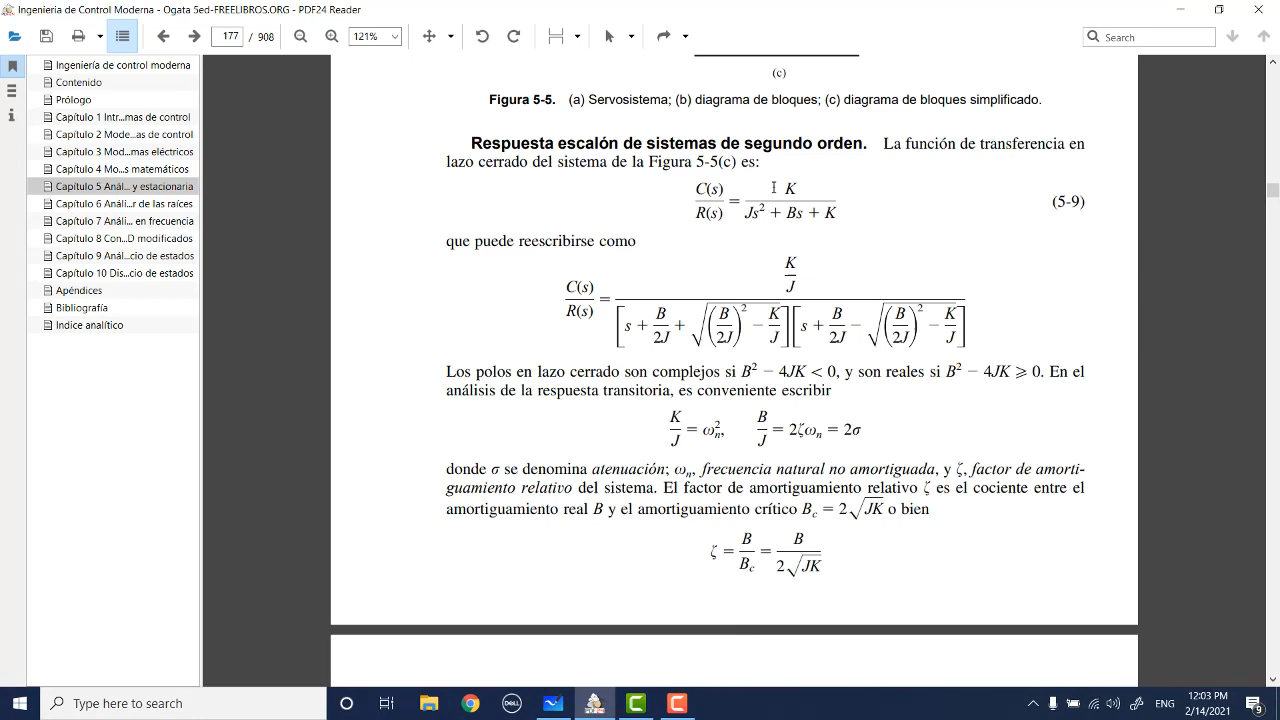 Ingenieria de Control Moderna - Ogata 5ed-FREELIBROS.ORG - PDF24 Reader
177 / 908
121%
Search
Ingeniería de control moderna
Contenido
Prólogo
Capítulo 1 Intr...mas de control
Capítulo 2 Mode...as de control
Capítulo 3 Mod...mas eléctricos
Capítulo 4 Mo...s matemáticos
Capítulo 5 Anál... y estacionaria
Capítulo 6 Análi...r de las raíces
Capítulo 7 Análi...en frecuencia
Capítulo 8 Con...D modificados
Capítulo 9 Anál...cio de estados
Capítulo 10 Dis...cio de estados
Apéndices
Bibliografía
Indice analítico
(c)
Figura 5-5. (a) Servosistema; (b) diagrama de bloques; (c) diagrama de bloques simplificado.
Respuesta escalón de sistemas de segundo orden. La función de transferencia en
lazo cerrado del sistema de la Figura 5-5(c) es:
C(s)/R(s) = K/(Js² + Bs + K) (5-9)
que puede reescribirse como
C(s)/R(s) = (K/J)/([s + B/2J + √((B/2J)² − K/J)][s + B/2J − √((B/2J)² − K/J)])
Los polos en lazo cerrado son complejos si B² − 4JK < 0, y son reales si B² − 4JK ⩾ 0. En el
análisis de la respuesta transitoria, es conveniente escribir
K/J = ωₙ², B/J = 2ζωₙ = 2σ
donde σ se denomina atenuación; ωₙ, frecuencia natural no amortiguada, y ζ, factor de amorti-
guamiento relativo del sistema. El factor de amortiguamiento relativo ζ es el cociente entre el
amortiguamiento real B y el amortiguamiento crítico B_c = 2√JK o bien
ζ = B/B_c = B/(2√JK)
Type here to search
DELL
ENG
12:03 PM
2/14/2021
9